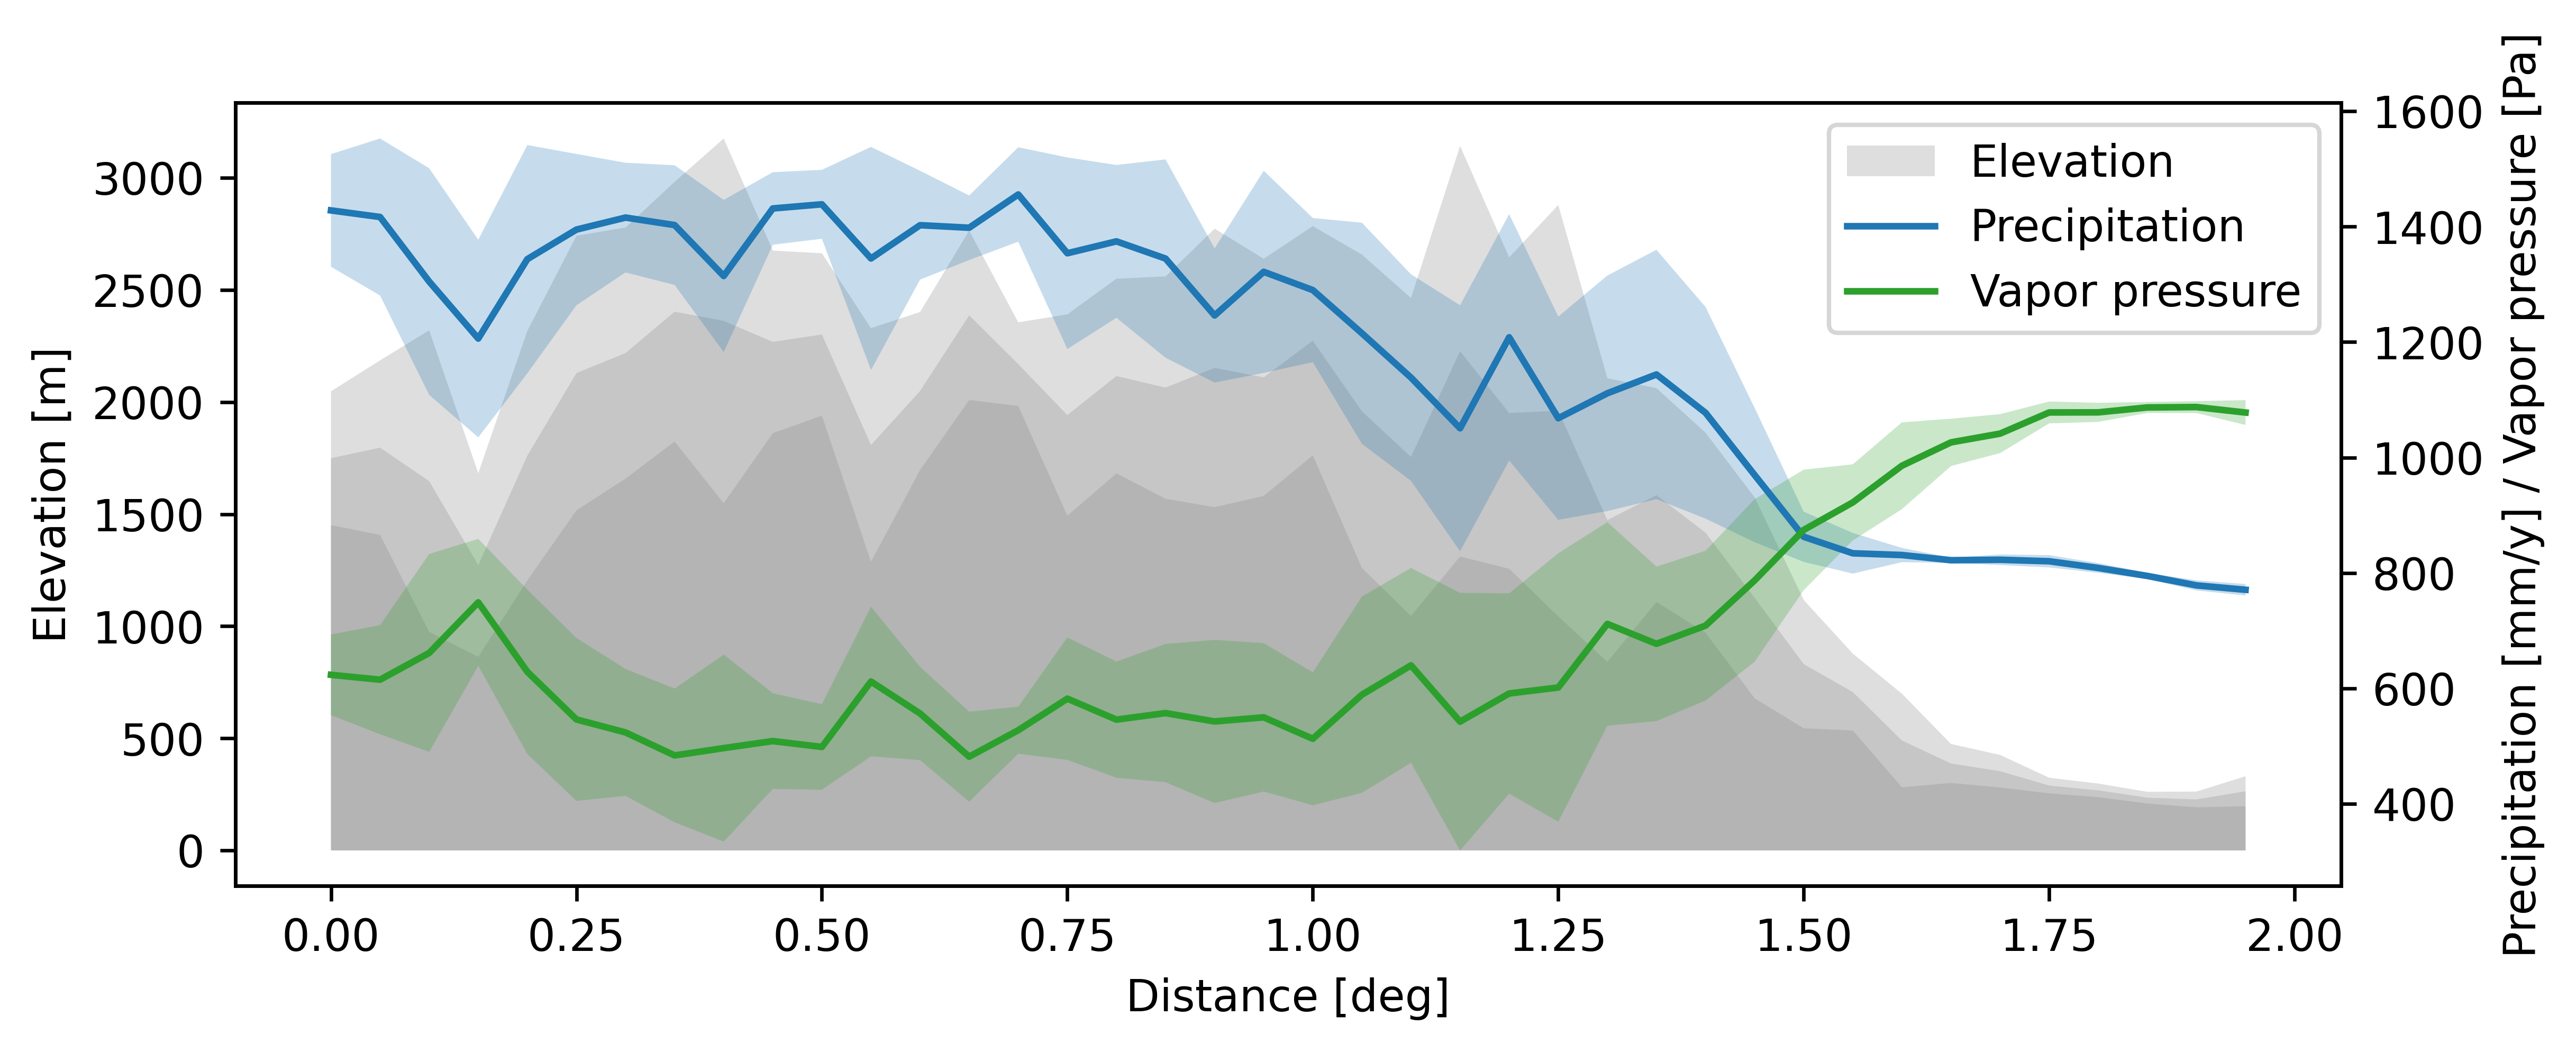 Elevation [m]
3000
2500
2000
1500
1000
500
0
Elevation
Precipitation
Vapor pressure
1600
1400
1200
1000
800
600
400
Precipitation [mm/y] / Vapor pressure [Pa]
0.00 0.25 0.50 0.75 1.00 1.25 1.50 1.75 2.00
Distance [deg]